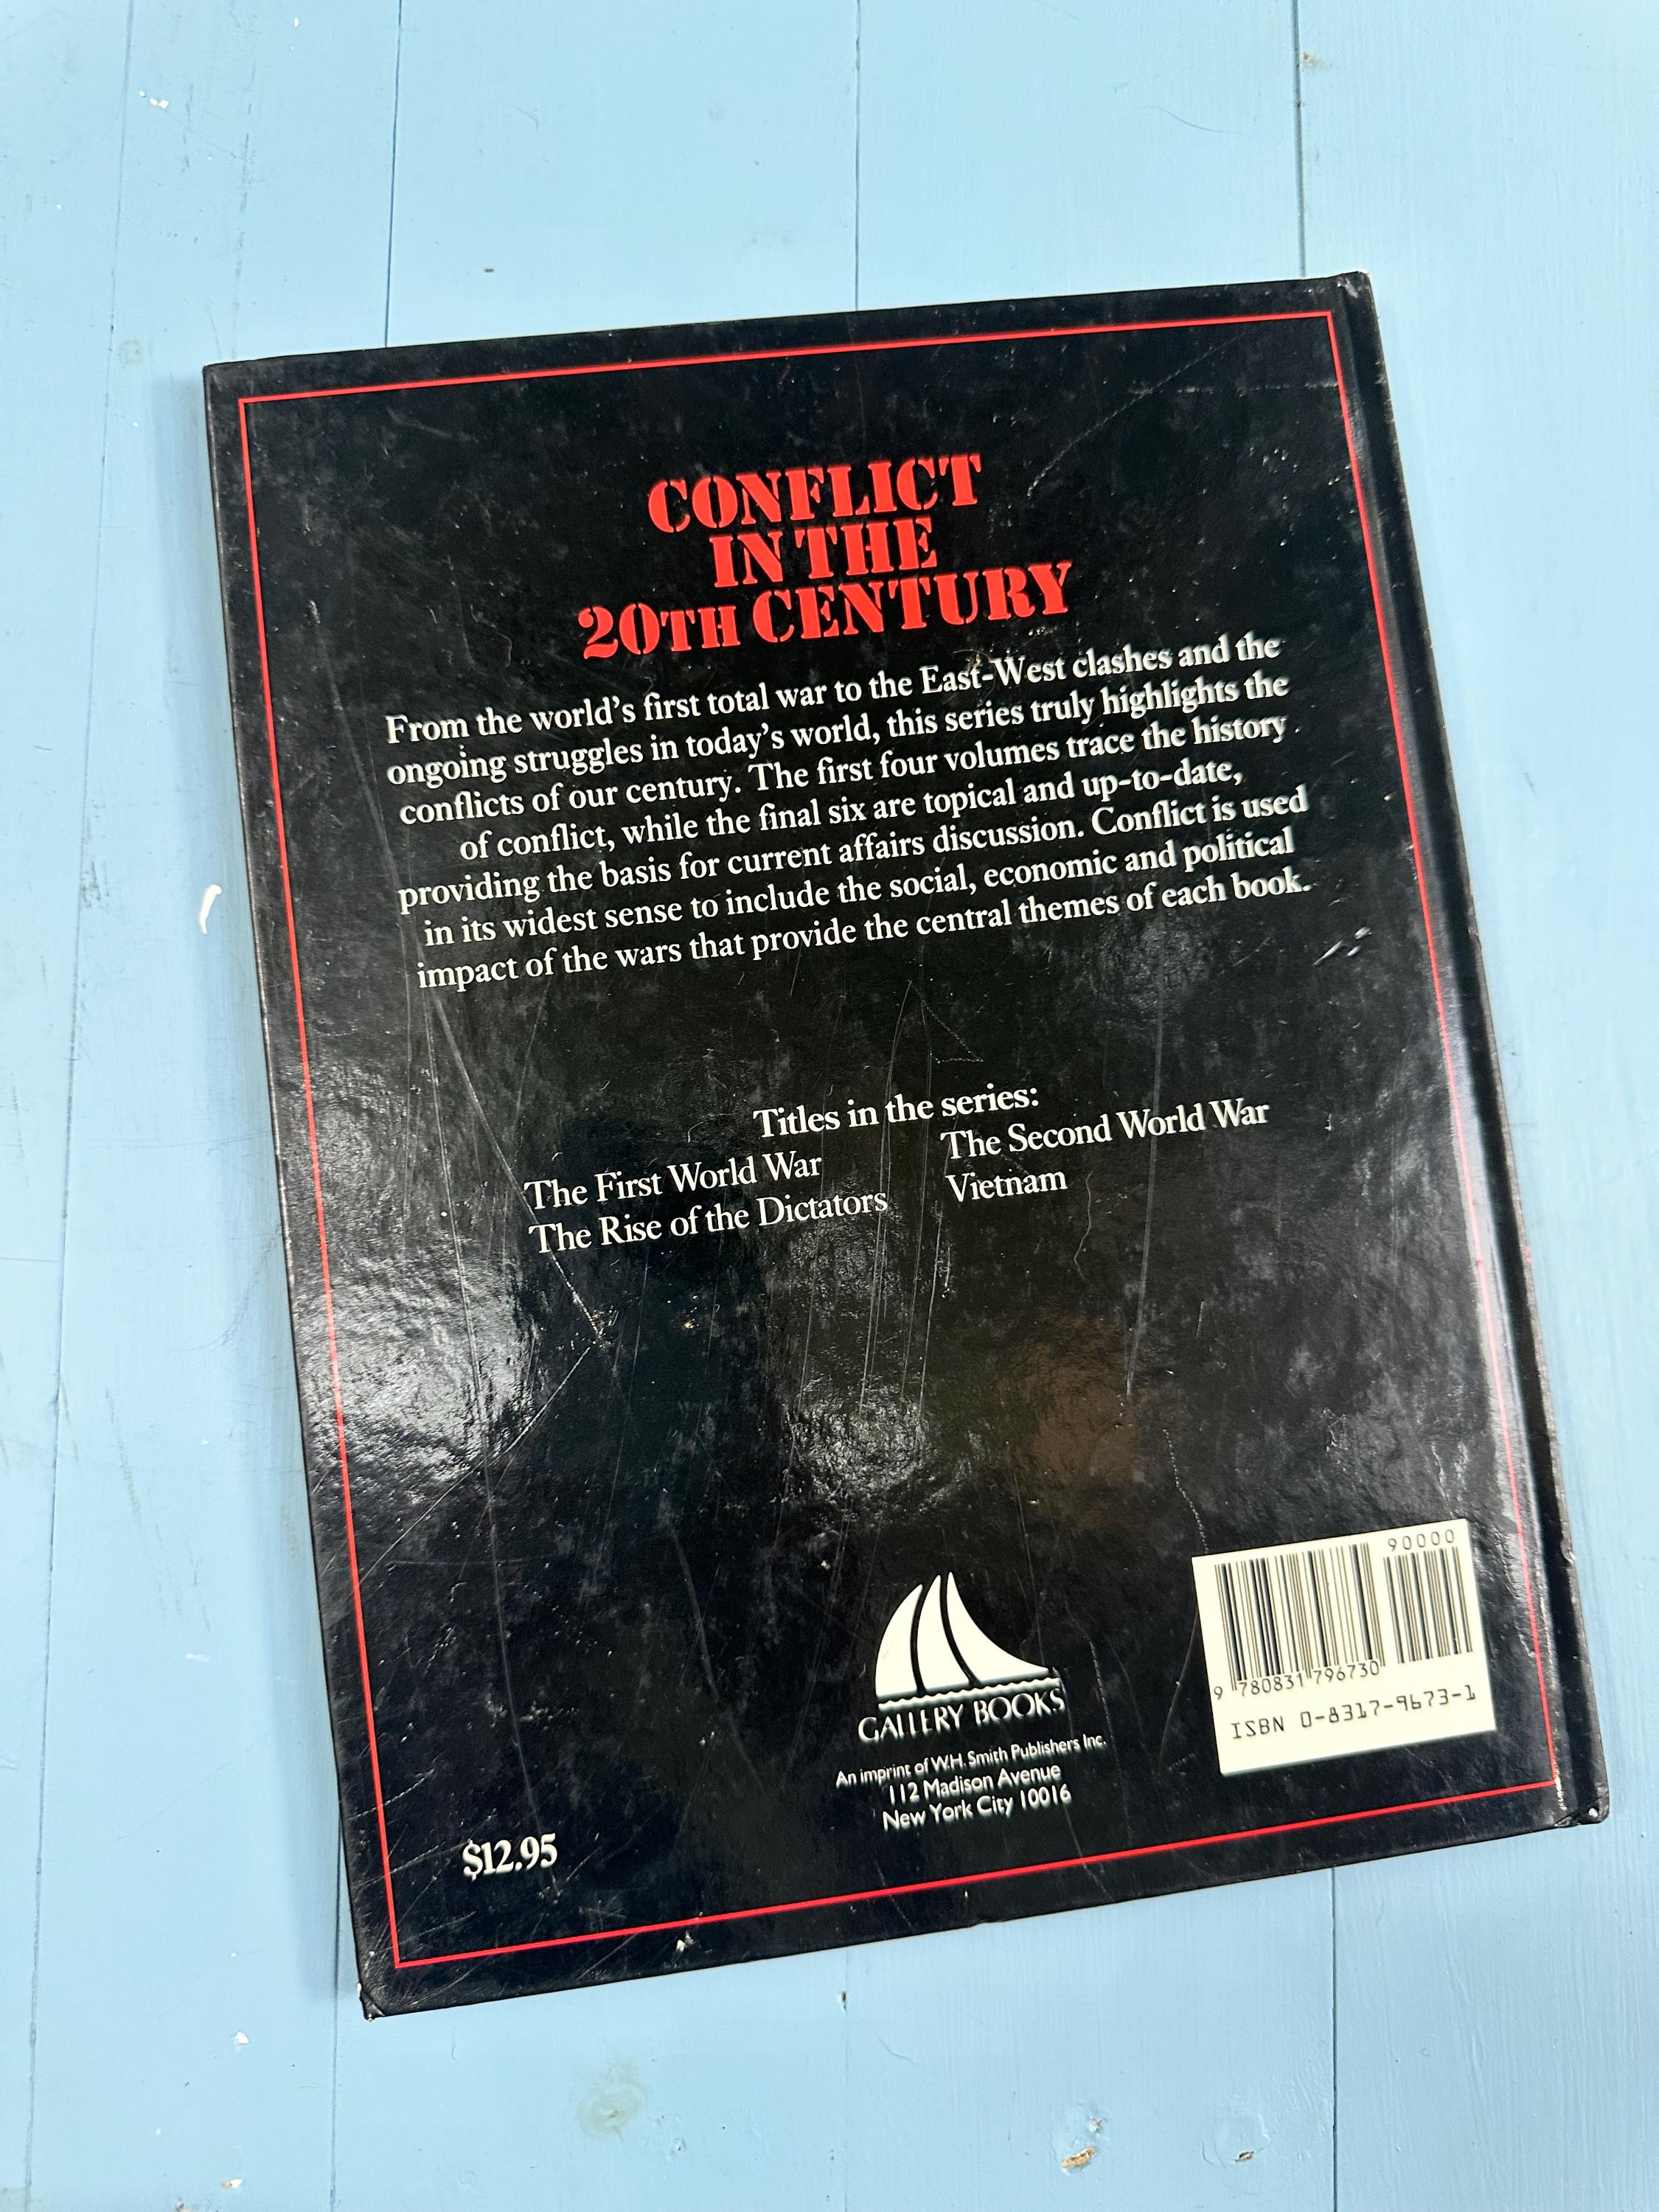 CONFLICT
IN THE
20TH CENTURY
From the world's first total war to the East-West clashes and the
ongoing struggles in today's world, this series truly highlights the
conflicts of our century. The first four volumes trace the history
of conflict, while the final six are topical and up-to-date,
providing the basis for current affairs discussion. Conflict is used
in its widest sense to include the social, economic and political
impact of the wars that provide the central themes of each book.
Titles in the series:
The First World War
The Rise of the Dictators
The Second World War
Vietnam
GALLERY BOOKS
An imprint of W.H. Smith Publishers Inc.
112 Madison Avenue
New York City 10016
$12.95
90000
9 780831 796730
ISBN 0-8317-9673-1